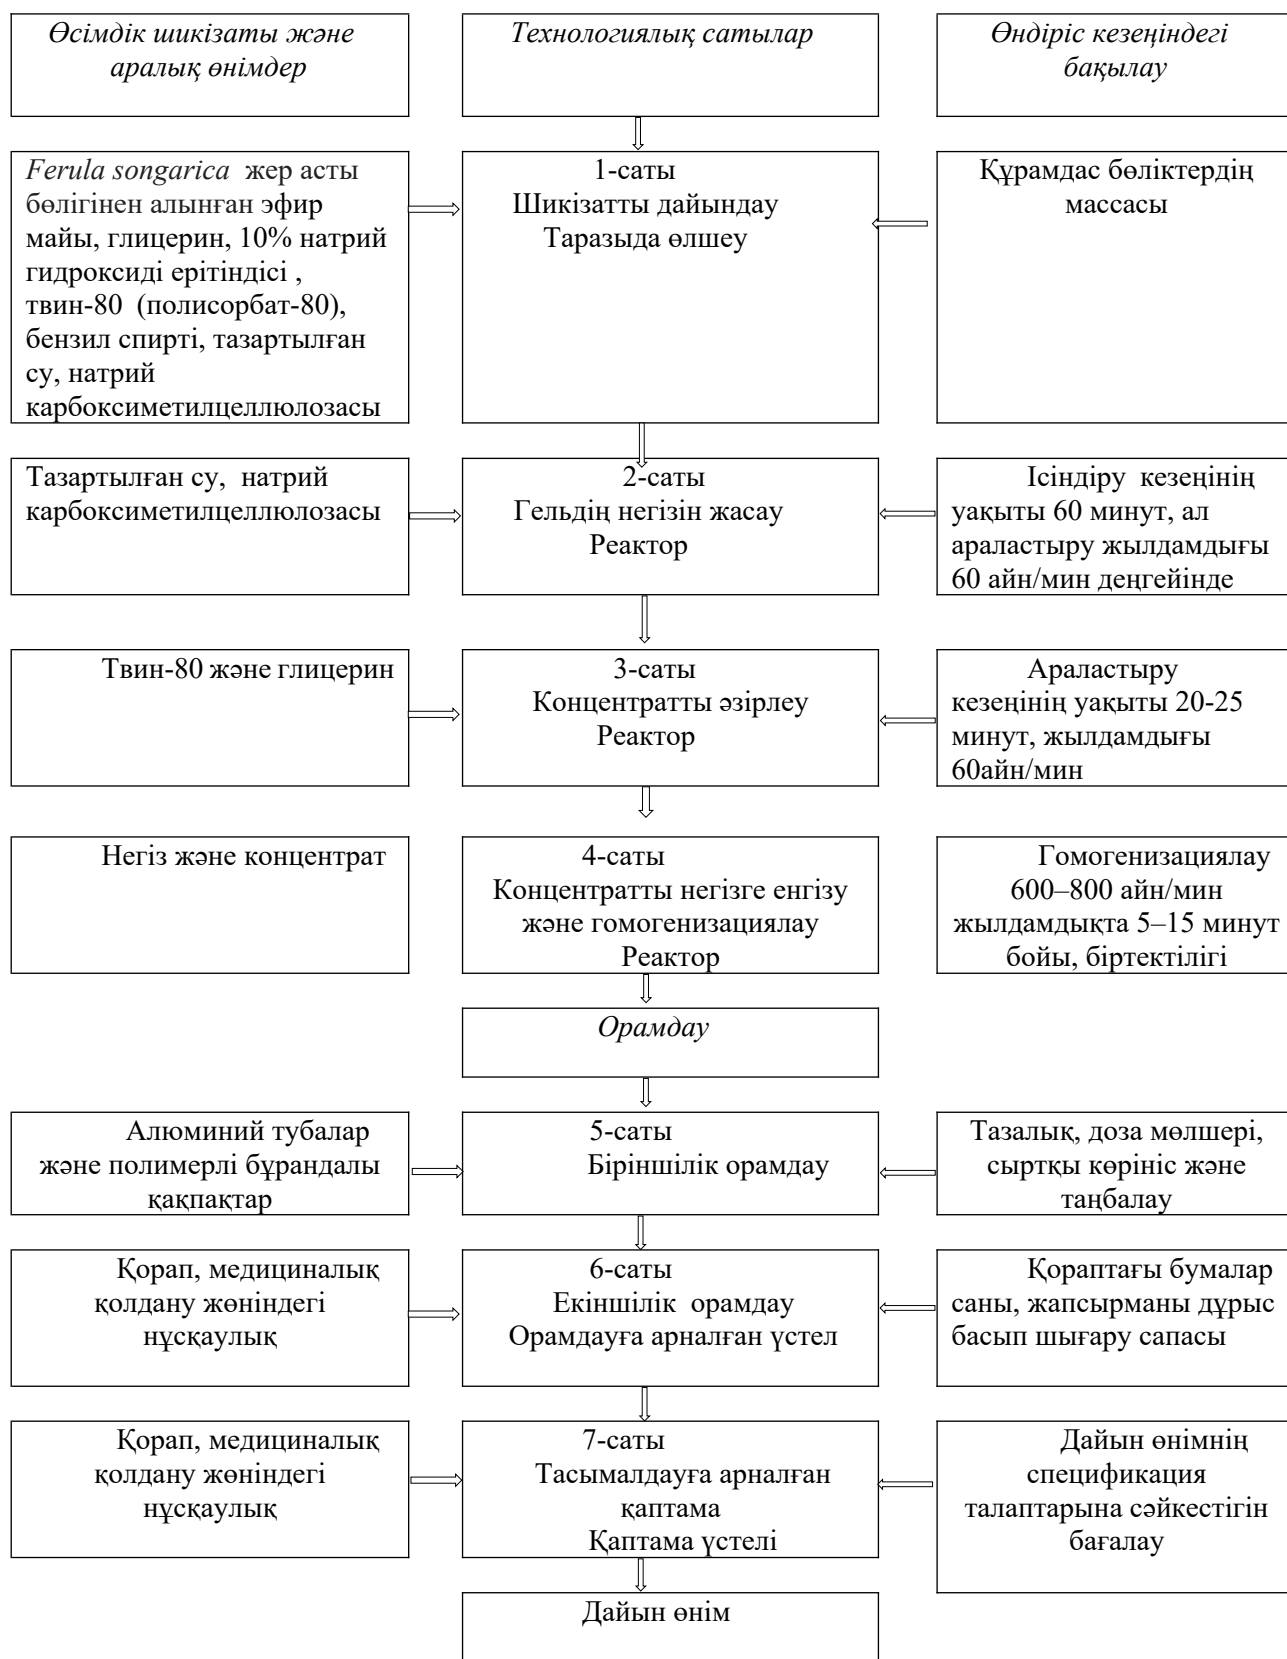 Өсімдік шикізаты және
аралық өнімдер
Технологиялық сатылар
Өндіріс кезеңіндегі
бақылау
Ferula songarica жер асты
бөлігінен алынған эфир
майы, глицерин, 10% натрий
гидроксиді ерітіндісі ,
твин-80 (полисорбат-80),
бензил спирті, тазартылған
су, натрий
карбоксиметилцеллюлозасы
1-саты
Шикізатты дайындау
Таразыда өлшеу
Құрамдас бөліктердің
массасы
Тазартылған су, натрий
карбоксиметилцеллюлозасы
2-саты
Гельдің негізін жасау
Реактор
Ісіндіру кезеңінің
уақыты 60 минут, ал
араластыру жылдамдығы
60 айн/мин деңгейінде
Твин-80 және глицерин
3-саты
Концентратты әзірлеу
Реактор
Араластыру
кезеңінің уақыты 20-25
минут, жылдамдығы
60айн/мин
Негіз және концентрат
4-саты
Концентратты негізге енгізу
және гомогенизациялау
Реактор
Гомогенизациялау
600–800 айн/мин
жылдамдықта 5–15 минут
бойы, біртектілігі
Орамдау
Алюминий тубалар
және полимерлі бұрандалы
қақпақтар
5-саты
Біріншілік орамдау
Тазалық, доза мөлшері,
сыртқы көрініс және
таңбалау
Қорап, медициналық
қолдану жөніндегі
нұсқаулық
6-саты
Екіншілік орамдау
Орамдауға арналған үстел
Қораптағы бумалар
саны, жапсырманы дұрыс
басып шығару сапасы
Қорап, медициналық
қолдану жөніндегі
нұсқаулық
7-саты
Тасымалдауға арналған
қаптама
Қаптама үстелі
Дайын өнімнің
спецификация
талаптарына сәйкестігін
бағалау
Дайын өнім